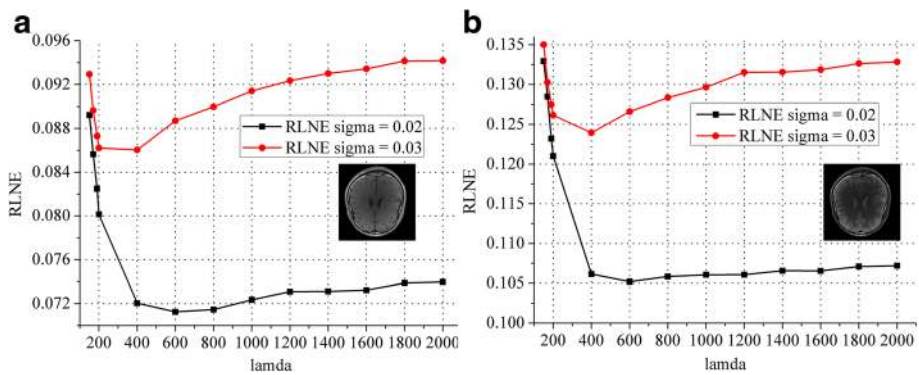 a
0.096
0.092
0.088
0.084
0.080
0.076
0.072
RLNE
RLNE sigma = 0.02
RLNE sigma = 0.03
200 400 600 800 1000 1200 1400 1600 1800 2000
lamda
b
0.135
0.130
0.125
0.120
0.115
0.110
0.105
0.100
RLNE
RLNE sigma = 0.02
RLNE sigma = 0.03
200 400 600 800 1000 1200 1400 1600 1800 2000
lamda